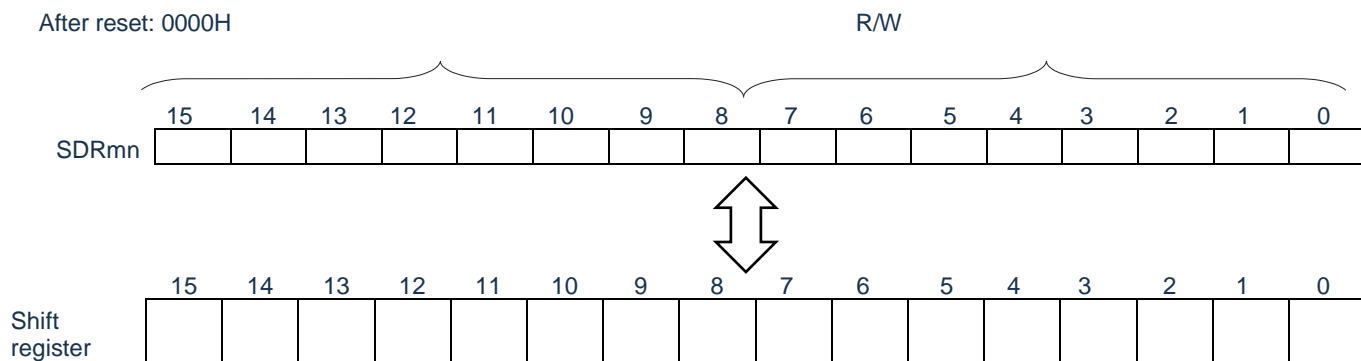 After reset: 0000H R/W
15 14 13 12 11 10 9 8 7 6 5 4 3 2 1 0
SDRmn
15 14 13 12 11 10 9 8 7 6 5 4 3 2 1 0
Shift
register